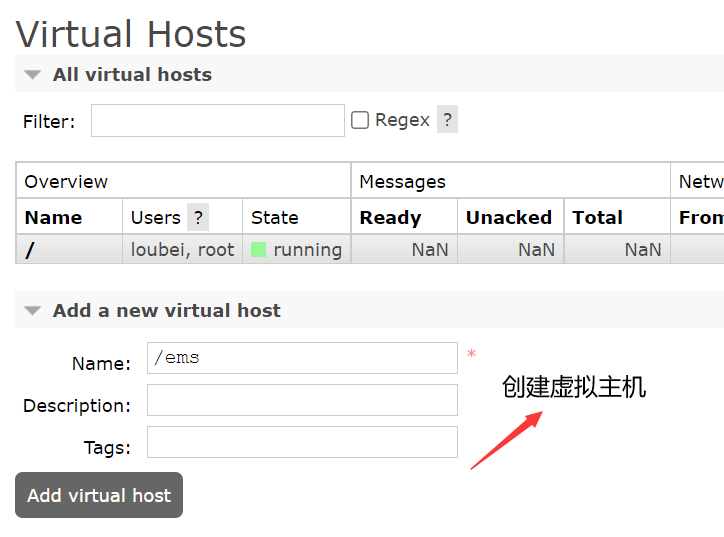 Virtual Hosts
All virtual hosts
Filter: Regex ?
Overview Messages Netw
Name Users ? State Ready Unacked Total From
/ loubei, root running NaN NaN NaN
Add a new virtual host
Name: /ems *
Description:
创建虚拟主机
Tags:
Add virtual host